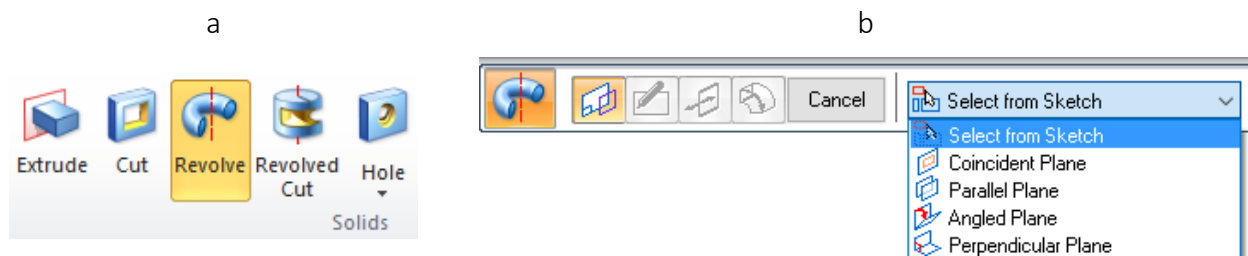 a
b
Extrude
Cut
Revolve
Revolved
Cut
Hole
Solids
Cancel
Select from Sketch
Select from Sketch
Coincident Plane
Parallel Plane
Angled Plane
Perpendicular Plane